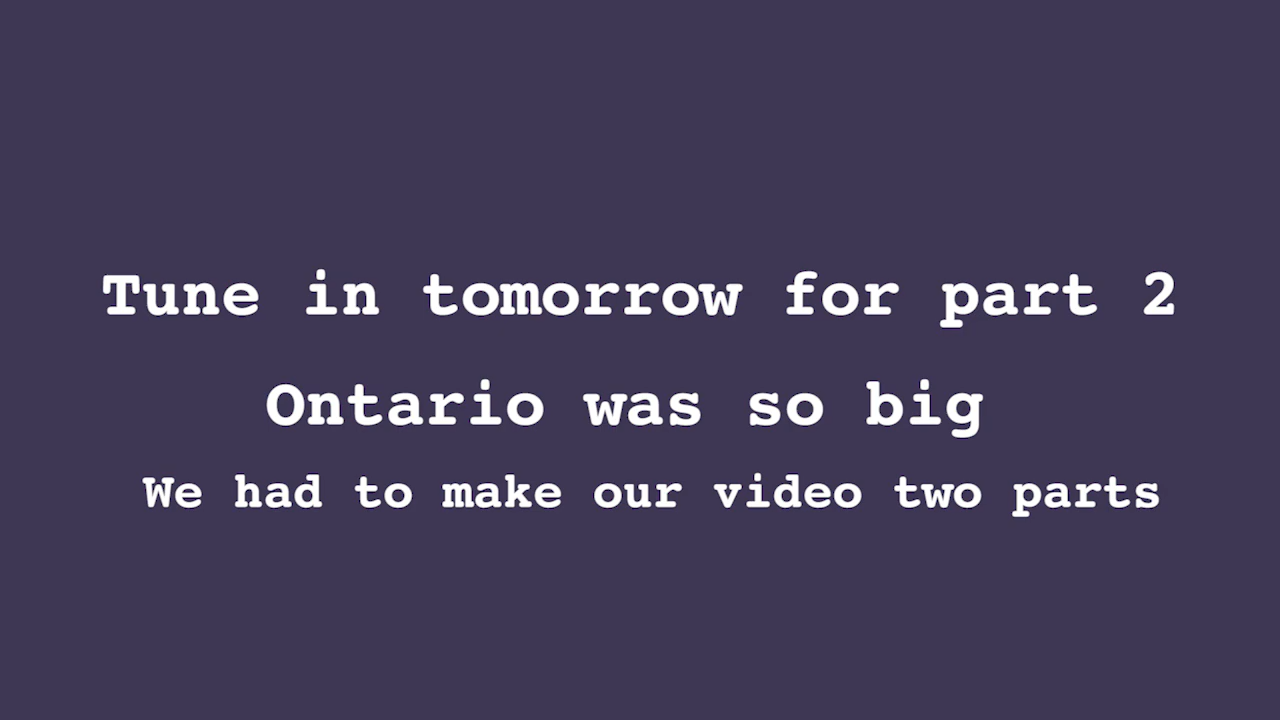 Tune in tomorrow for part 2
Ontario was so big
We had to make our video two parts